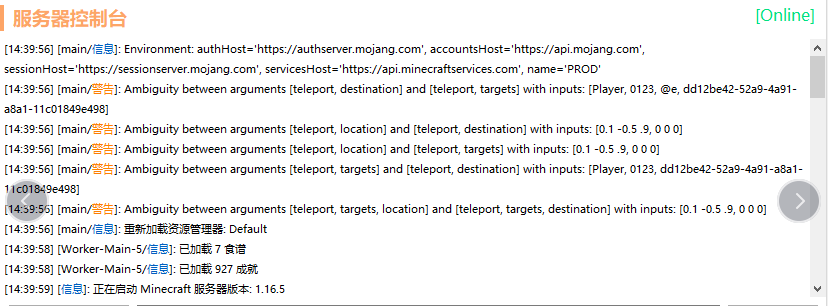 服务器控制台
[Online]
[14:39:56] [main/信息]: Environment: authHost='https://authserver.mojang.com', accountsHost='https://api.mojang.com',
sessionHost='https://sessionserver.mojang.com', servicesHost='https://api.minecraftservices.com', name='PROD'
[14:39:56] [main/警告]: Ambiguity between arguments [teleport, destination] and [teleport, targets] with inputs: [Player, 0123, @e, dd12be42-52a9-4a91-
a8a1-11c01849e498]
[14:39:56] [main/警告]: Ambiguity between arguments [teleport, location] and [teleport, destination] with inputs: [0.1 -0.5 .9, 0 0 0]
[14:39:56] [main/警告]: Ambiguity between arguments [teleport, location] and [teleport, targets] with inputs: [0.1 -0.5 .9, 0 0 0]
[14:39:56] [main/警告]: Ambiguity between arguments [teleport, targets] and [teleport, destination] with inputs: [Player, 0123, dd12be42-52a9-4a91-a8a1-
11c01849e498]
[14:39:56] [main/警告]: Ambiguity between arguments [teleport, targets, location] and [teleport, targets, destination] with inputs: [0.1 -0.5 .9, 0 0 0]
[14:39:56] [main/信息]: 重新加载资源管理器: Default
[14:39:58] [Worker-Main-5/信息]: 已加载 7 食谱
[14:39:58] [Worker-Main-5/信息]: 已加载 927 成就
[14:39:59] [信息]: 正在启动 Minecraft 服务器版本: 1.16.5